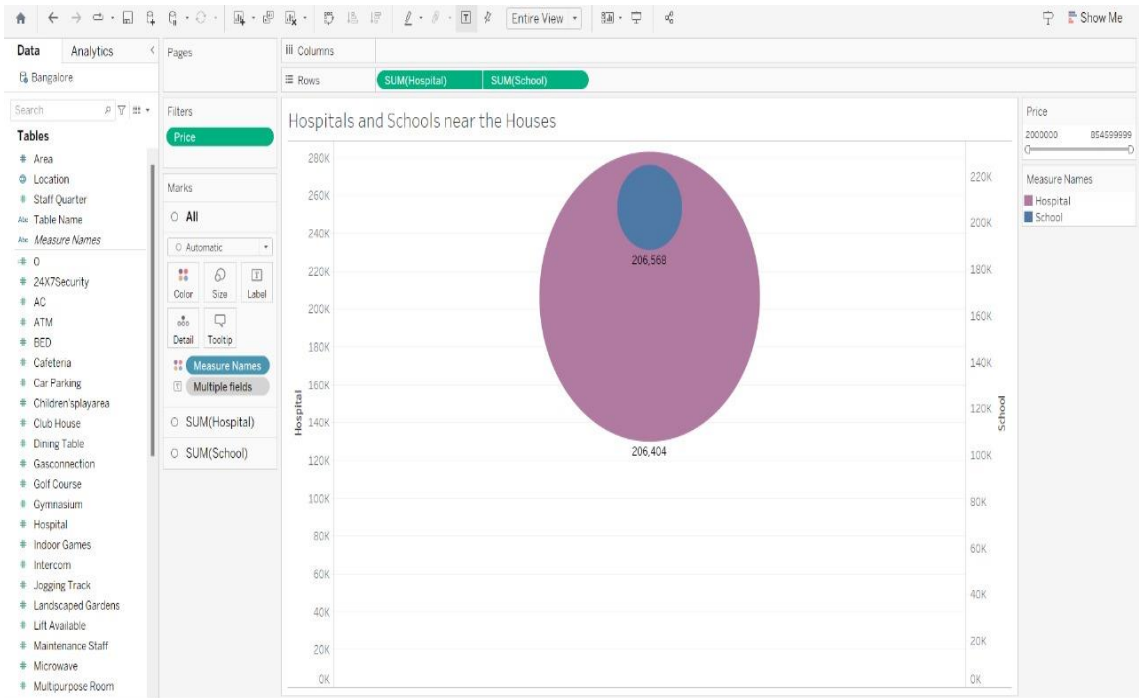 Entire View
Show Me
Data
Analytics
Bangalore
Search
Tables
# Area
Location
# Staff Quarter
Abc Table Name
Abc Measure Names
=# 0
# 24X7Security
# AC
# ATM
# BED
# Cafeteria
# Car Parking
# Children'splayarea
# Club House
# Dining Table
# Gasconnection
# Golf Course
# Gymnasium
# Hospital
# Indoor Games
# Intercom
# Jogging Track
# Landscaped Gardens
# Lift Available
# Maintenance Staff
# Microwave
# Multipurpose Room
Pages
Filters
Price
Marks
All
Automatic
Color
Size
Label
Detail
Tooltip
Measure Names
Multiple fields
SUM(Hospital)
SUM(School)
iii Columns
Rows
SUM(Hospital)
SUM(School)
Hospitals and Schools near the Houses
280K
260K
240K
220K
200K
180K
160K
140K
120K
100K
80K
60K
40K
20K
0K
Hospital
206,568
206,404
220K
200K
180K
160K
140K
120K
100K
80K
60K
40K
20K
0K
School
Price
2000000 854599999
Measure Names
Hospital
School